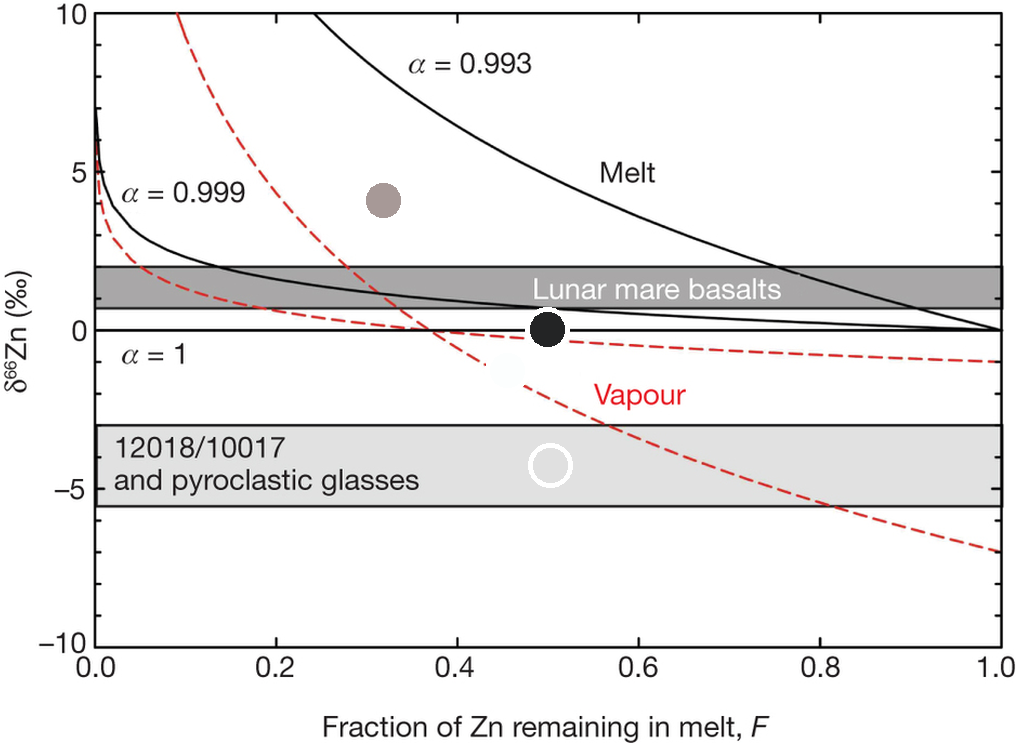 10
α = 0.993
Melt
5
α = 0.999
Lunar mare basalts
0
α = 1
Vapour
12018/10017
and pyroclastic glasses
−5
−10
δ⁶⁶Zn (‰)
0.0 0.2 0.4 0.6 0.8 1.0
Fraction of Zn remaining in melt, F